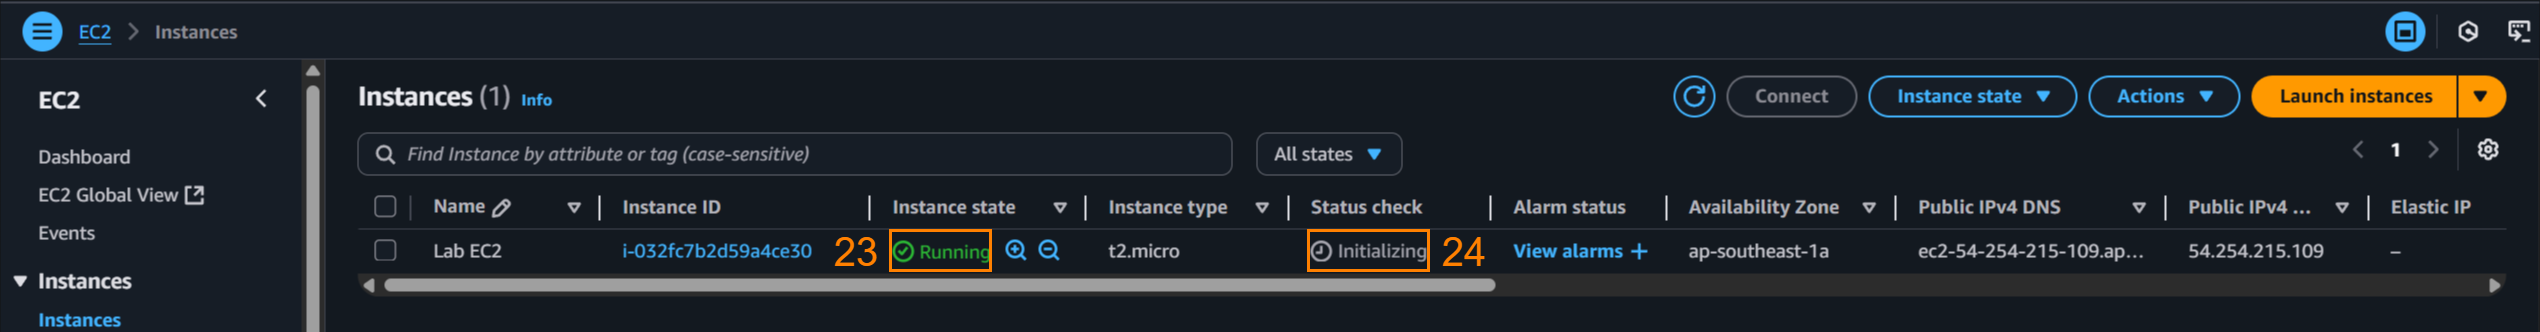 EC2 > Instances
EC2
Dashboard
EC2 Global View
Events
Instances
Instances
Instances (1) Info
Connect
Instance state
Actions
Launch instances
Find Instance by attribute or tag (case-sensitive)
All states
1
Name Instance ID Instance state Instance type Status check Alarm status Availability Zone Public IPv4 DNS Public IPv4 ... Elastic IP
Lab EC2 i-032fc7b2d59a4ce30 23 Running t2.micro Initializing 24 View alarms + ap-southeast-1a ec2-54-254-215-109.ap... 54.254.215.109 –